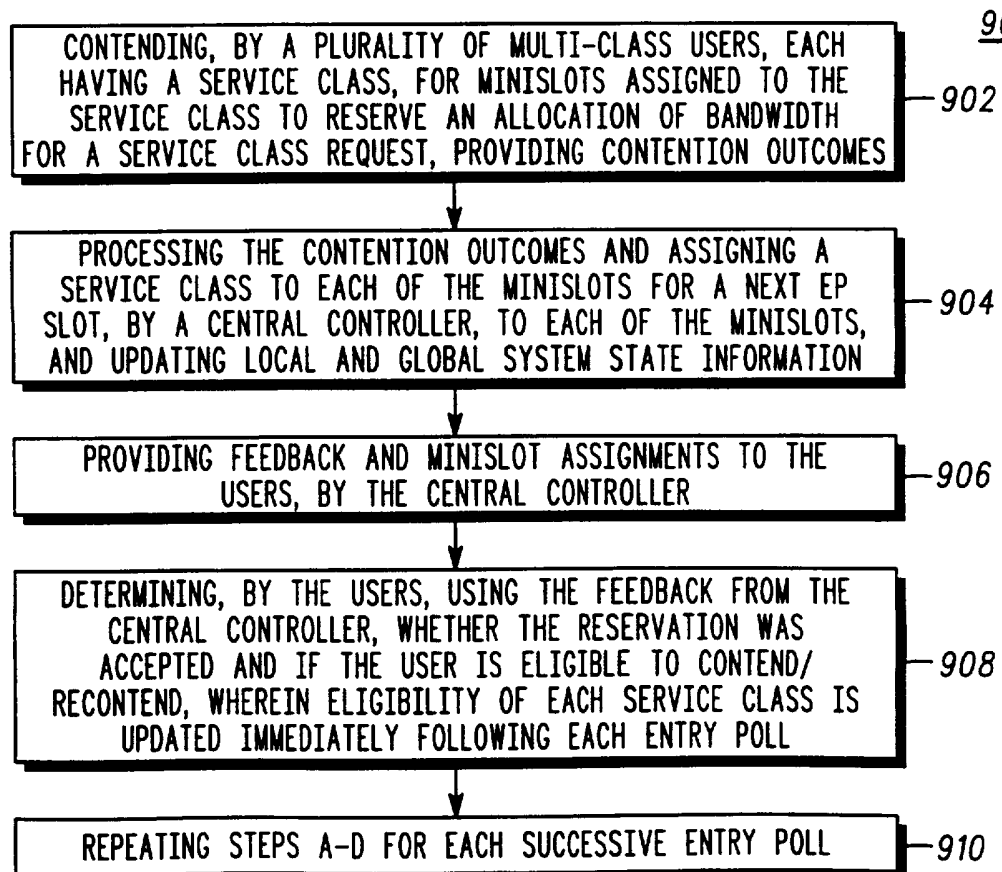 9
CONTENDING, BY A PLURALITY OF MULTI-CLASS USERS, EACH
HAVING A SERVICE CLASS, FOR MINISLOTS ASSIGNED TO THE
SERVICE CLASS TO RESERVE AN ALLOCATION OF BANDWIDTH
FOR A SERVICE CLASS REQUEST, PROVIDING CONTENTION OUTCOMES
902
PROCESSING THE CONTENTION OUTCOMES AND ASSIGNING A
SERVICE CLASS TO EACH OF THE MINISLOTS FOR A NEXT EP
SLOT, BY A CENTRAL CONTROLLER, TO EACH OF THE MINISLOTS,
AND UPDATING LOCAL AND GLOBAL SYSTEM STATE INFORMATION
904
PROVIDING FEEDBACK AND MINISLOT ASSIGNMENTS TO THE
USERS, BY THE CENTRAL CONTROLLER
906
DETERMINING, BY THE USERS, USING THE FEEDBACK FROM THE
CENTRAL CONTROLLER, WHETHER THE RESERVATION WAS
ACCEPTED AND IF THE USER IS ELIGIBLE TO CONTEND/
RECONTEND, WHEREIN ELIGIBILITY OF EACH SERVICE CLASS IS
UPDATED IMMEDIATELY FOLLOWING EACH ENTRY POLL
908
REPEATING STEPS A-D FOR EACH SUCCESSIVE ENTRY POLL
910